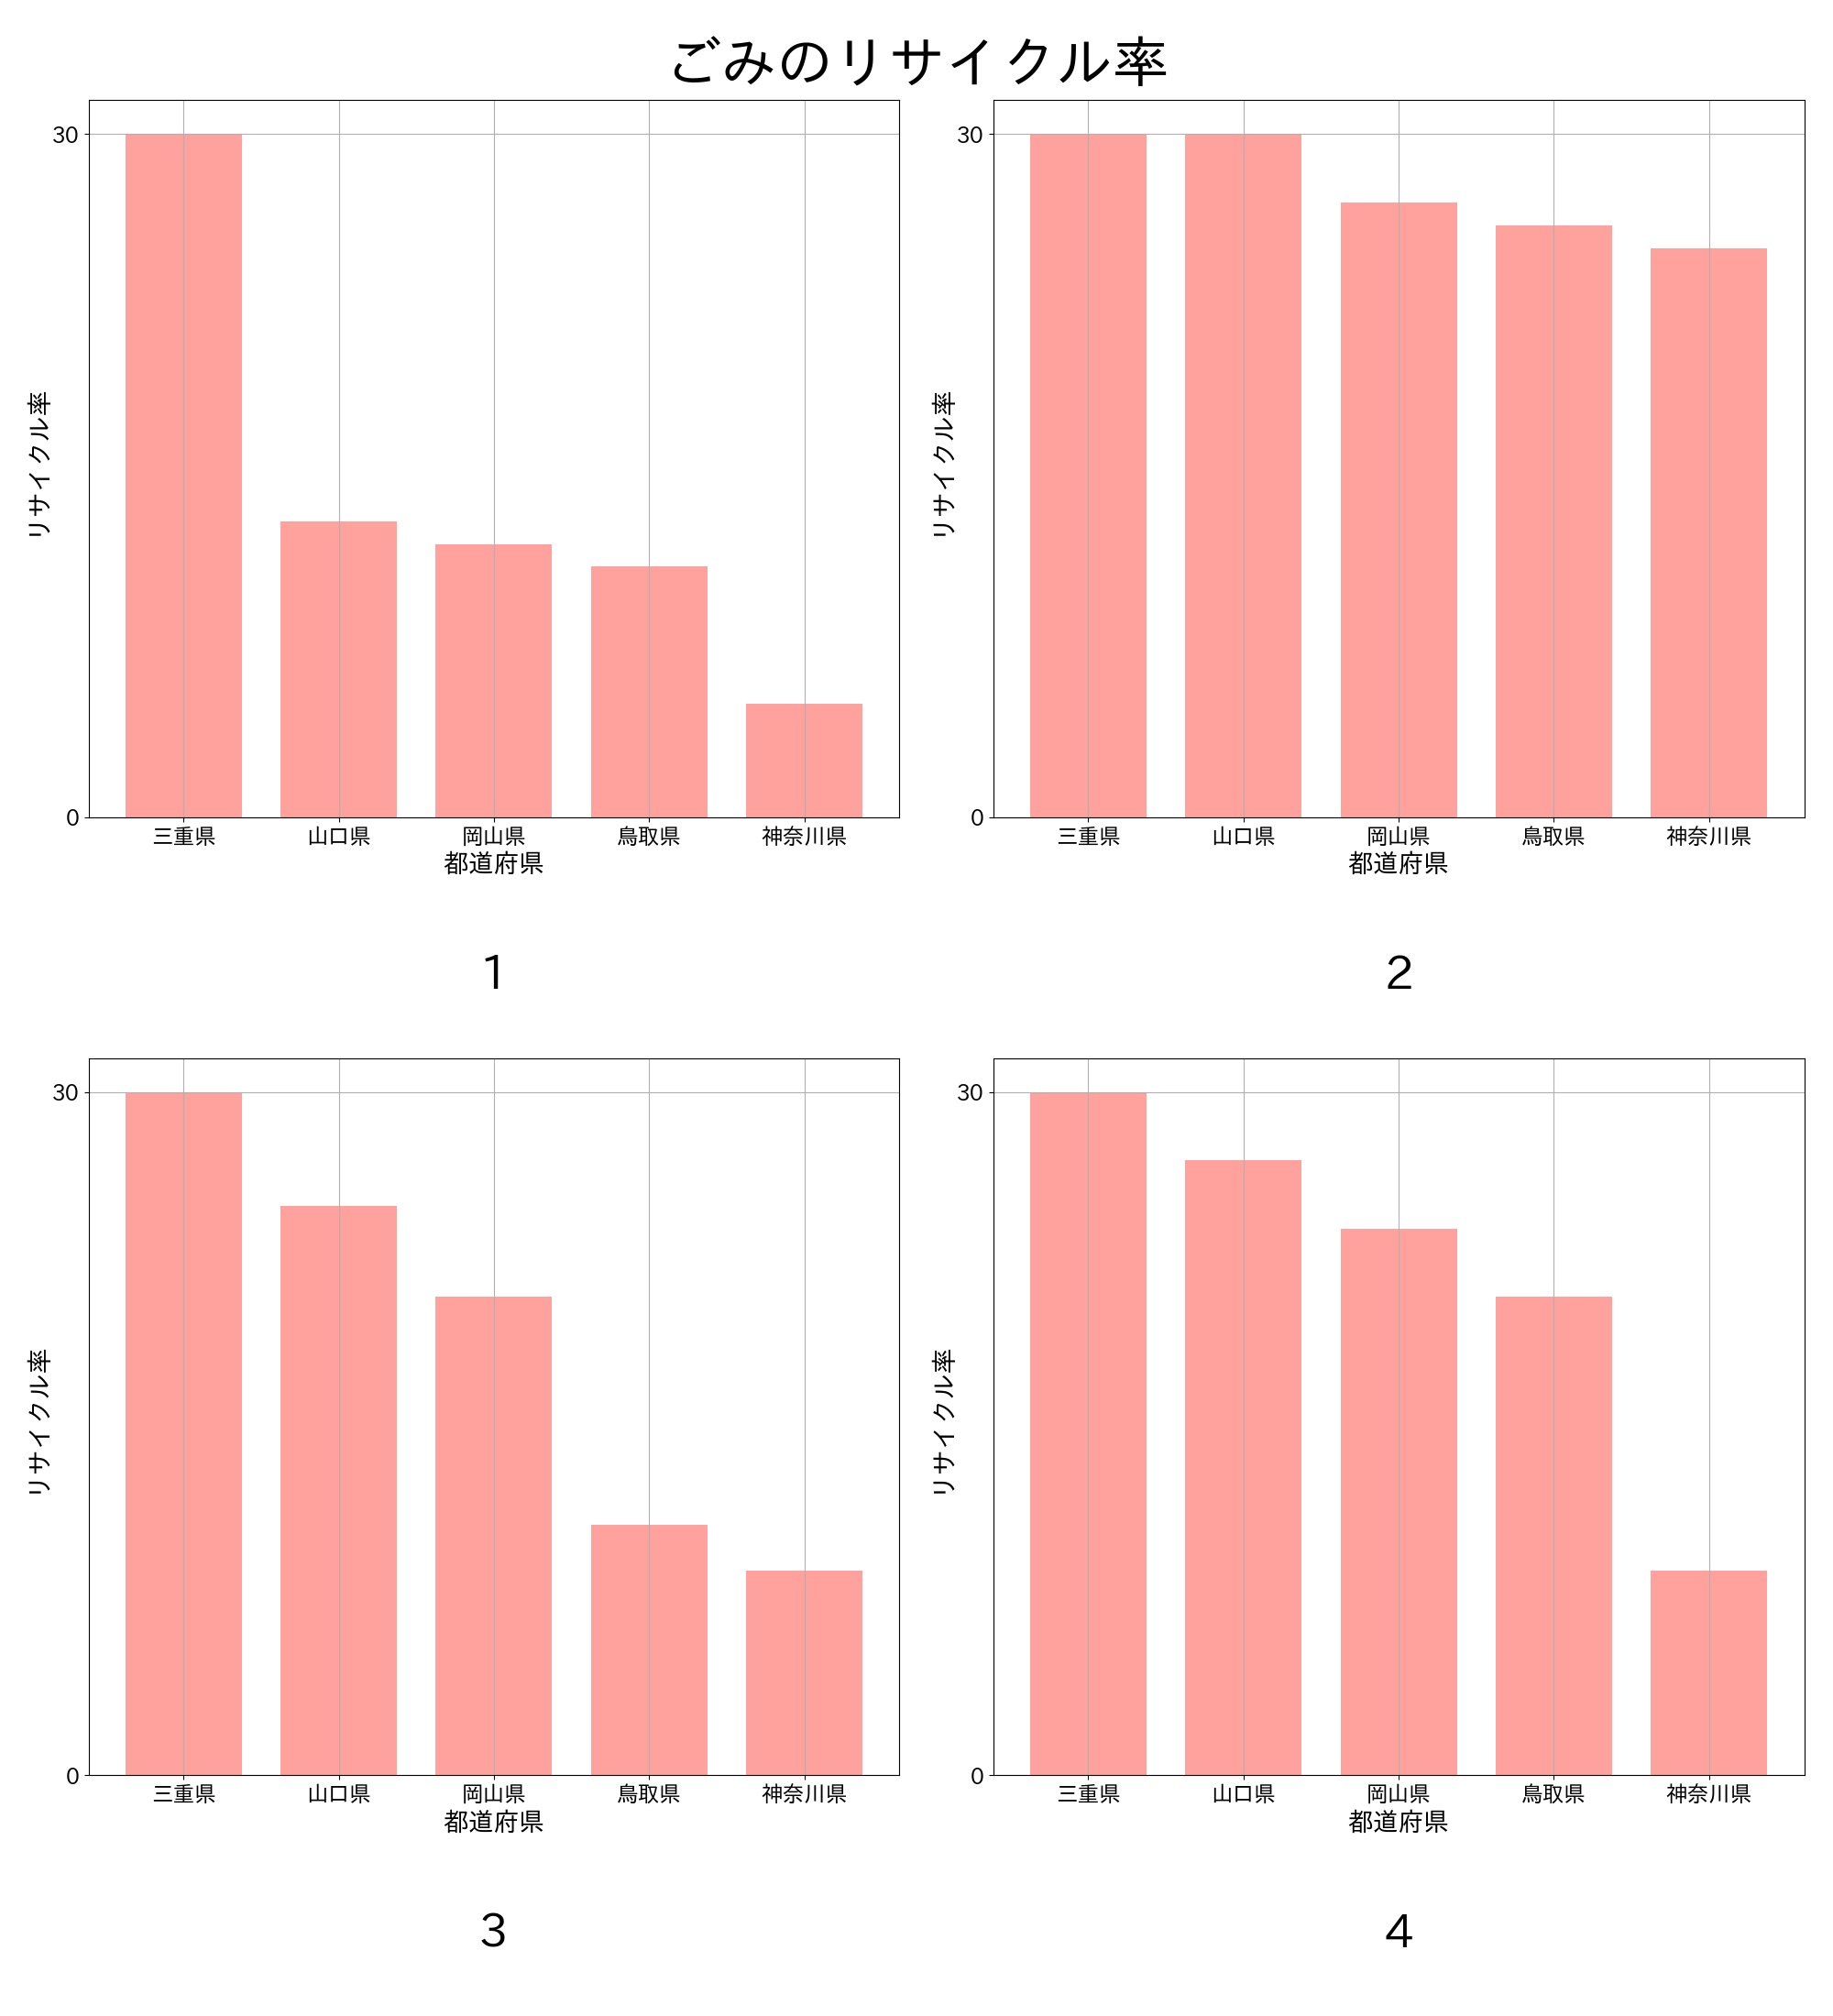 ごみのリサイクル率
30
0
リサイクル率
三重県 山口県 岡山県 鳥取県 神奈川県
都道府県
1
30
0
リサイクル率
三重県 山口県 岡山県 鳥取県 神奈川県
都道府県
2
30
0
リサイクル率
三重県 山口県 岡山県 鳥取県 神奈川県
都道府県
3
30
0
リサイクル率
三重県 山口県 岡山県 鳥取県 神奈川県
都道府県
4